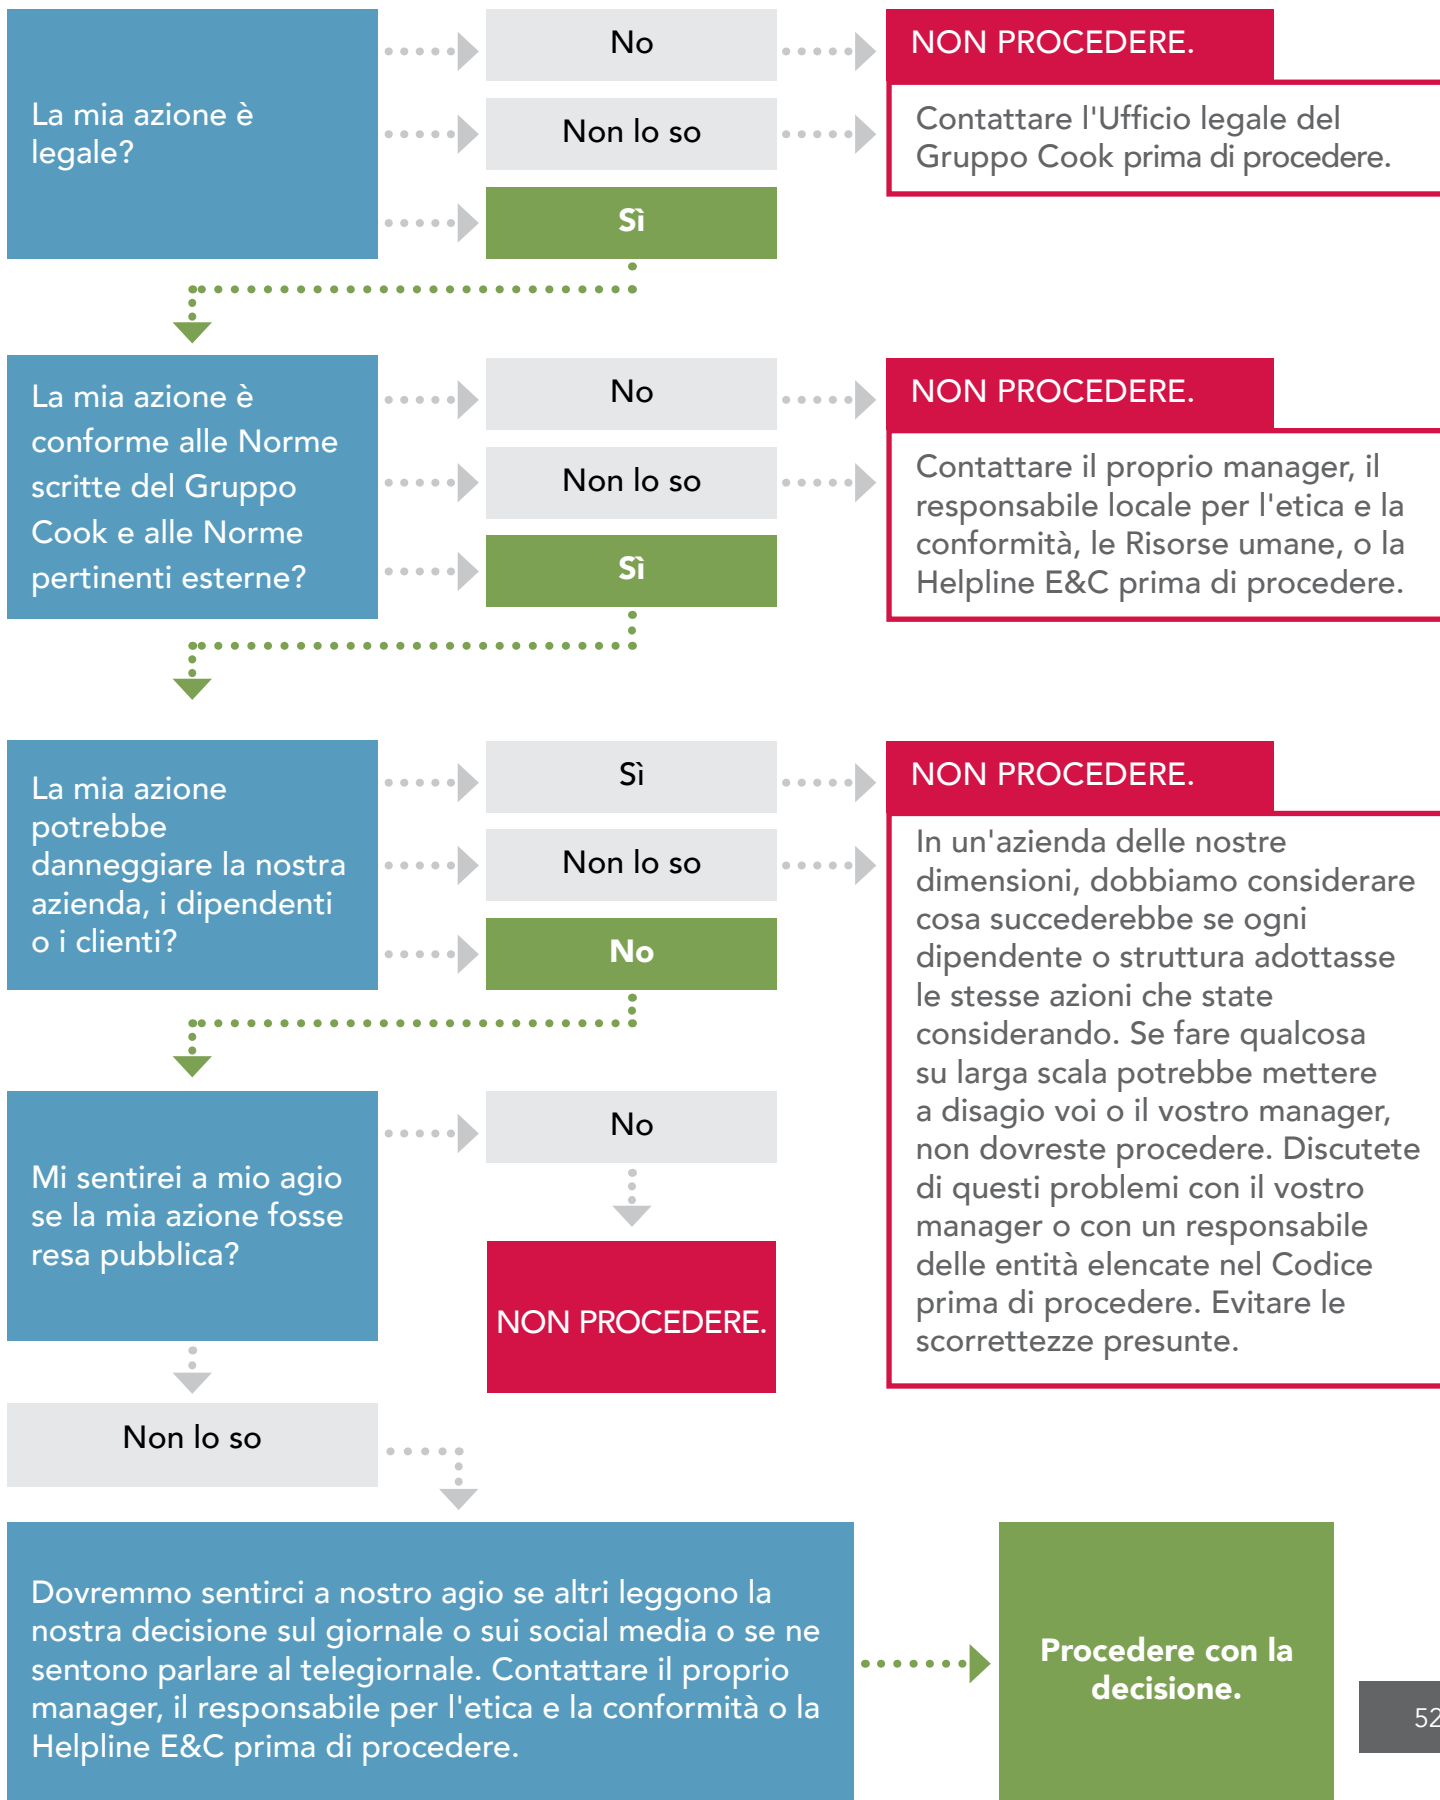 La mia azione è
legale?
No
Non lo so
Sì
NON PROCEDERE.
Contattare l'Ufficio legale del
Gruppo Cook prima di procedere.
La mia azione è
conforme alle Norme
scritte del Gruppo
Cook e alle Norme
pertinenti esterne?
No
Non lo so
Sì
NON PROCEDERE.
Contattare il proprio manager, il
responsabile locale per l'etica e la
conformità, le Risorse umane, o la
Helpline E&C prima di procedere.
La mia azione
potrebbe
danneggiare la nostra
azienda, i dipendenti
o i clienti?
Sì
Non lo so
No
NON PROCEDERE.
In un'azienda delle nostre
dimensioni, dobbiamo considerare
cosa succederebbe se ogni
dipendente o struttura adottasse
le stesse azioni che state
considerando. Se fare qualcosa
su larga scala potrebbe mettere
a disagio voi o il vostro manager,
non dovreste procedere. Discutete
di questi problemi con il vostro
manager o con un responsabile
delle entità elencate nel Codice
prima di procedere. Evitare le
scorrettezze presunte.
Mi sentirei a mio agio
se la mia azione fosse
resa pubblica?
No
NON PROCEDERE.
Non lo so
Dovremmo sentirci a nostro agio se altri leggono la
nostra decisione sul giornale o sui social media o se ne
sentono parlare al telegiornale. Contattare il proprio
manager, il responsabile per l'etica e la conformità o la
Helpline E&C prima di procedere.
Procedere con la
decisione.
52